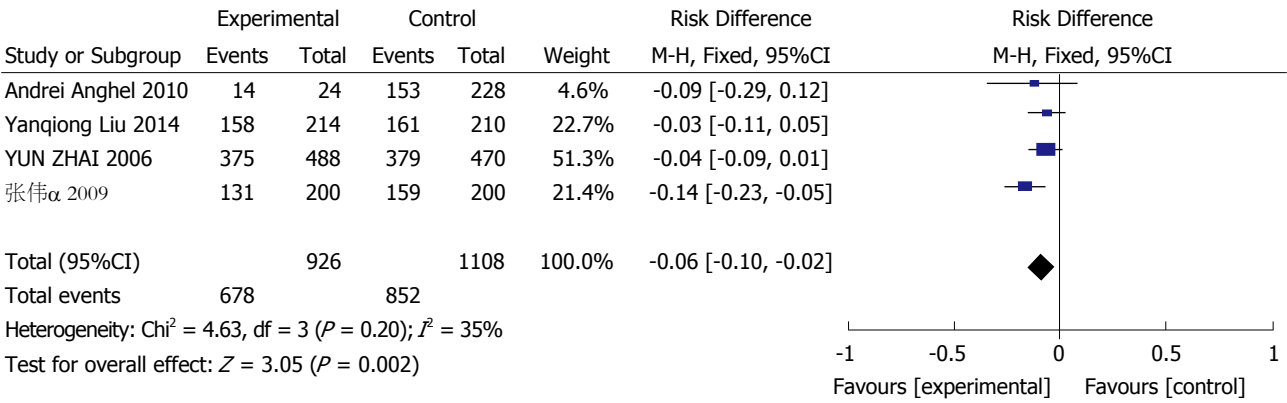 Experimental Control Risk Difference Risk Difference
Study or Subgroup Events Total Events Total Weight M-H, Fixed, 95%CI M-H, Fixed, 95%CI
Andrei Anghel 2010 14 24 153 228 4.6% -0.09 [-0.29, 0.12]
Yanqiong Liu 2014 158 214 161 210 22.7% -0.03 [-0.11, 0.05]
YUN ZHAI 2006 375 488 379 470 51.3% -0.04 [-0.09, 0.01]
张伟α 2009 131 200 159 200 21.4% -0.14 [-0.23, -0.05]
Total (95%CI) 926 1108 100.0% -0.06 [-0.10, -0.02]
Total events 678 852
Heterogeneity: Chi² = 4.63, df = 3 (P = 0.20); I² = 35%
Test for overall effect: Z = 3.05 (P = 0.002)
-1 -0.5 0 0.5 1
Favours [experimental] Favours [control]